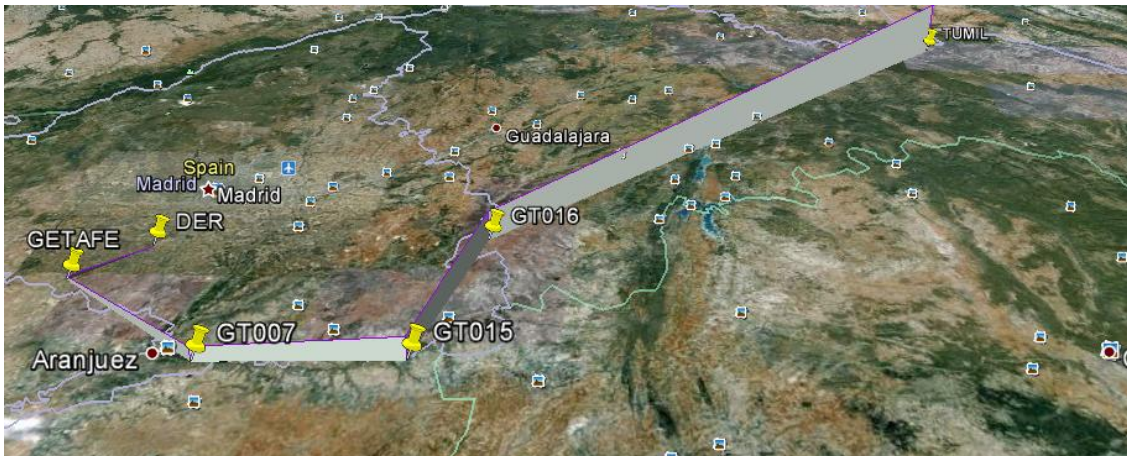 TUMIL
Guadalajara
Spain
Madrid
Madrid
DER
GT016
GETAFE
GT007
GT015
Aranjuez